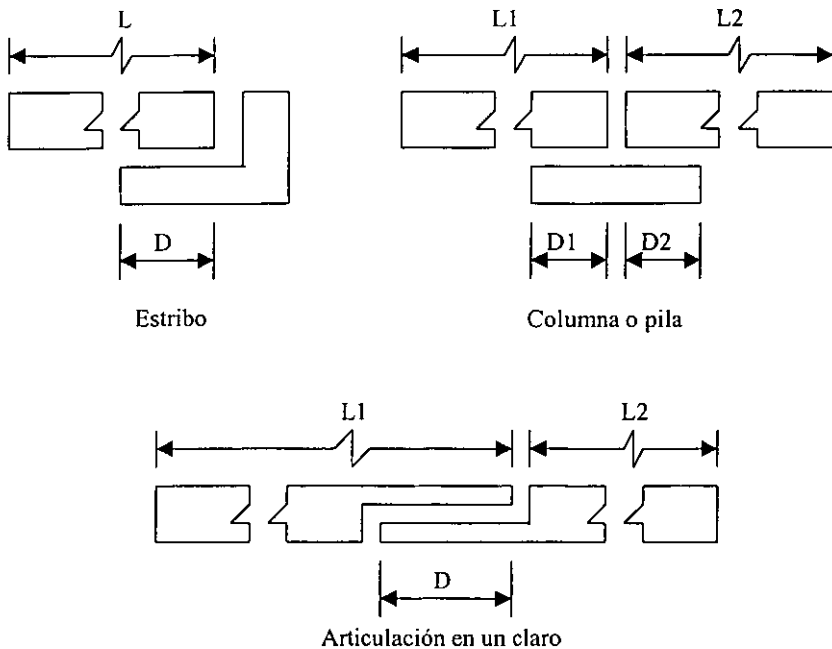 L
L1
L2
D
D1
D2
Estribo
Columna o pila
L1
L2
D
Articulación en un claro